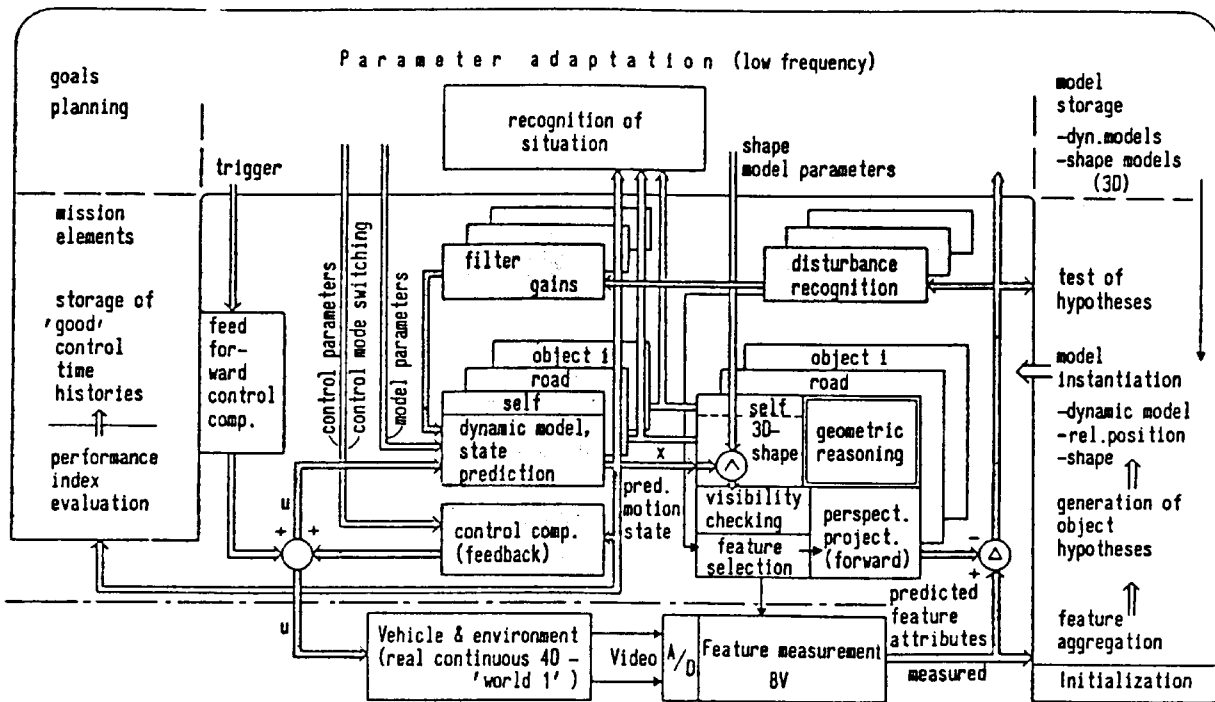 Parameter adaptation (low frequency)
goals
planning
trigger
recognition of
situation
shape
model parameters
model
storage
-dyn.models
-shape models
(3D)
mission
elements
storage of
'good'
control
time
histories
performance
index
evaluation
feed
for-
ward
control
comp.
control parameters
control mode switching
model parameters
filter
gains
disturbance
recognition
test of
hypotheses
object i
road
self
dynamic model,
state
prediction
x
pred.
motion
state
object i
road
self
3D-
shape
geometric
reasoning
visibility
checking
feature
selection
perspect.
project.
(forward)
model
instantiation
-dynamic model
-rel.position
-shape
generation of
object
hypotheses
feature
aggregation
Initialization
u
+
+
control comp.
(feedback)
-
Δ
+
u
Vehicle & environment
(real continuous 4D -
'world 1' )
Video
A/D
Feature measurement
BV
predicted
feature
attributes
measured